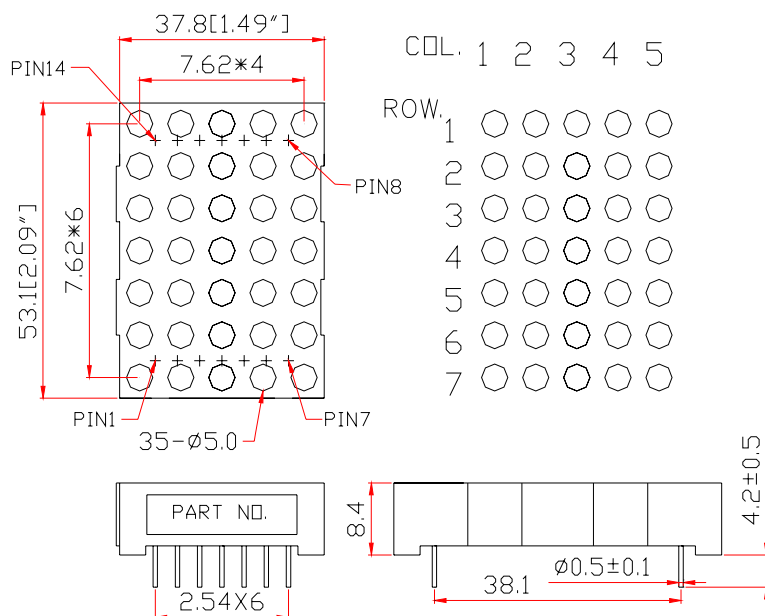 37.8[1.49"]
PIN14
7.62*4
COL. 1 2 3 4 5
ROW.
1
2
3
4
5
6
7
PIN8
53.1[2.09"]
7.62*6
PIN1
PIN7
35-ø5.0
PART NO.
8.4
4.2±0.5
ø0.5±0.1
38.1
2.54X6